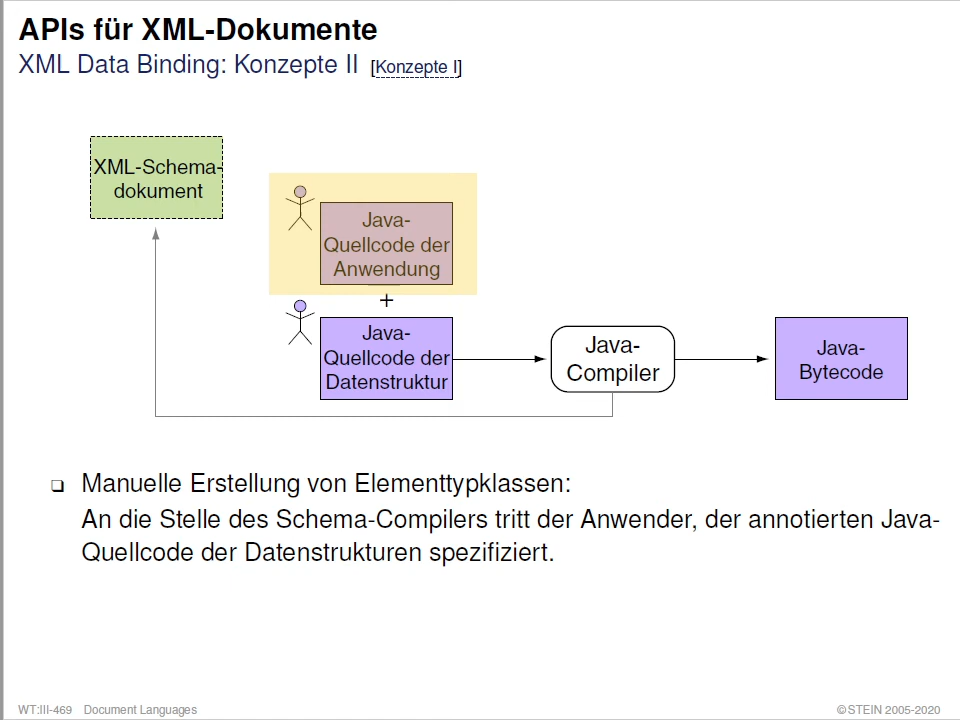 APIs für XML-Dokumente
XML Data Binding: Konzepte II [Konzepte I]
XML-Schema-
dokument
Java-
Quellcode der
Anwendung
+
Java-
Quellcode der
Datenstruktur
Java-
Compiler
Java-
Bytecode
❑ Manuelle Erstellung von Elementtypklassen:
An die Stelle des Schema-Compilers tritt der Anwender, der annotierten Java-
Quellcode der Datenstrukturen spezifiziert.
WT:III-469 Document Languages
©STEIN 2005-2020